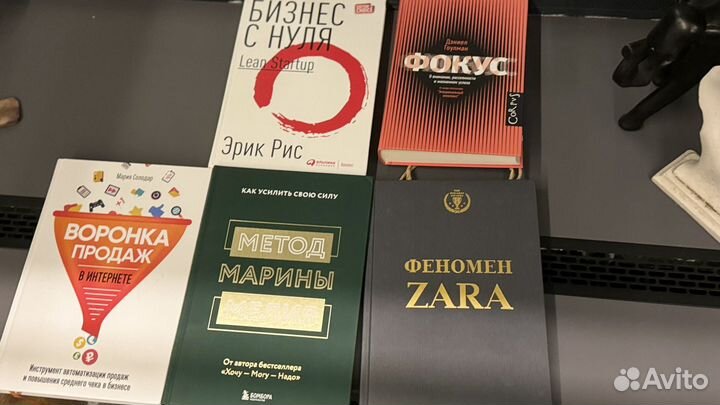 БИЗНЕС
С НУЛЯ
Lean Startup
Эрик Рис
Дэниел
Гоулман
ФОКУС
О внимании, рассеянности
и жизненном успехе
CORPUS
Мария Солодар
ВОРОНКА
ПРОДАЖ
В ИНТЕРНЕТЕ
Инструмент автоматизации продаж
и повышения среднего чека в бизнесе
КАК УСИЛИТЬ СВОЮ СИЛУ
МЕТОД
МАРИНЫ
От автора бестселлера
«Хочу — Могу — Надо»
БОМБОРА
ФЕНОМЕН
ZARA
Avito